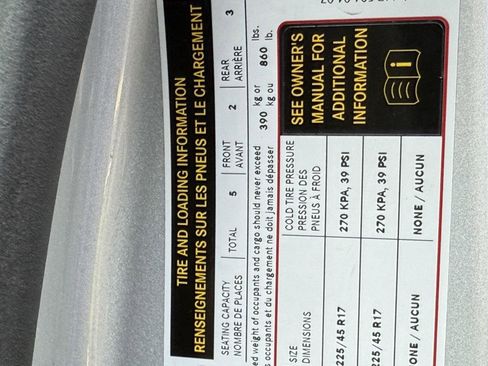 TIRE AND LOADING INFORMATION
RENSEIGNEMENTS SUR LES PNEUS ET LE CHARGEMENT
SEATING CAPACITY TOTAL 5 FRONT 2 REAR 3
NOMBRE DE PLACES AVANT ARRIÈRE
weight of occupants and cargo should never exceed 390 kg or 860 lbs.
occupants et du chargement ne doit jamais dépasser kg ou lb.
SIZE COLD TIRE PRESSURE
DIMENSIONS PRESSION DES
PNEUS À FROID
225/45 R17 270 KPA, 39 PSI
225/45 R17 270 KPA, 39 PSI
NONE / AUCUN
SEE OWNER'S
MANUAL FOR
ADDITIONAL
INFORMATION
i